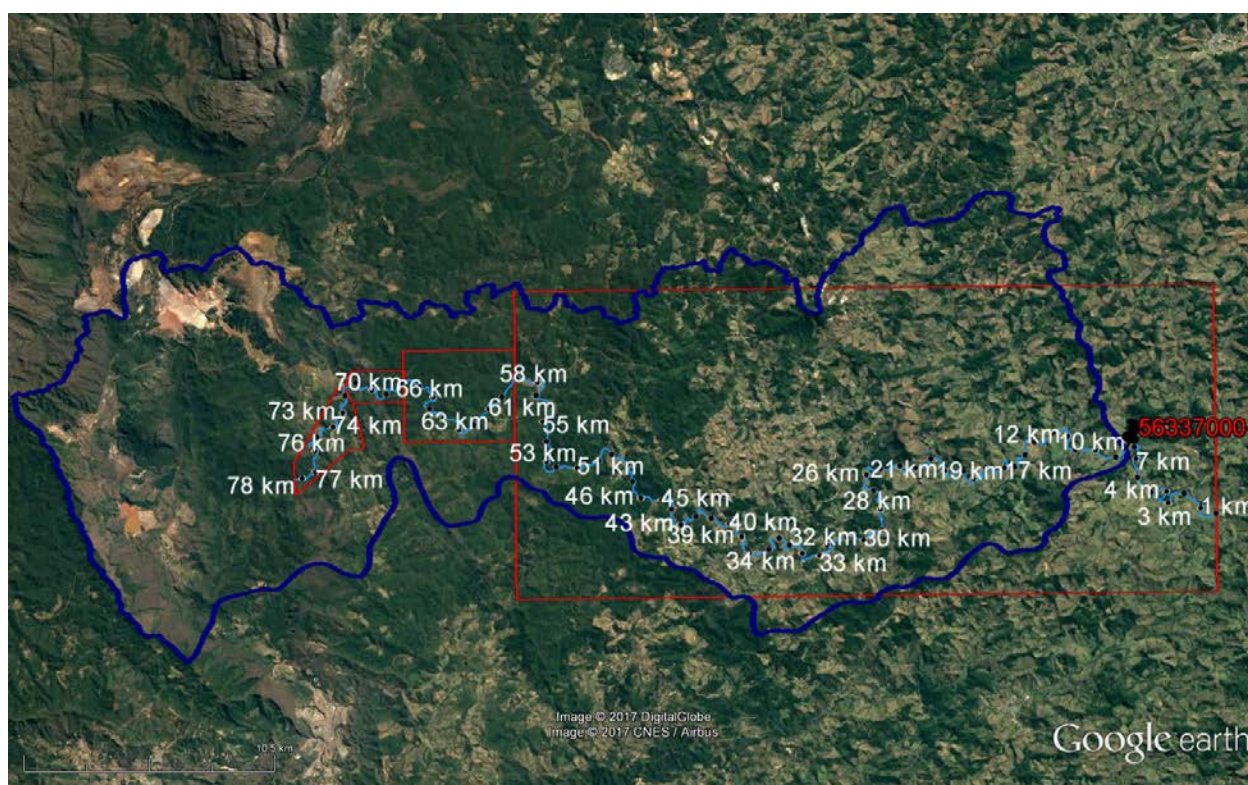 58 km
70 km
66 km
61 km
73 km
74 km
63 km
55 km
12 km
10 km
56337000
76 km
53 km
51 km
26 km
21 km
19 km
17 km
7 km
78 km
77 km
46 km
45 km
28 km
4 km
1 km
3 km
43 km
39 km
40 km
32 km
30 km
34 km
33 km
Image © 2017 DigitalGlobe
Image © 2017 CNES / Airbus
10.5 km
Google earth